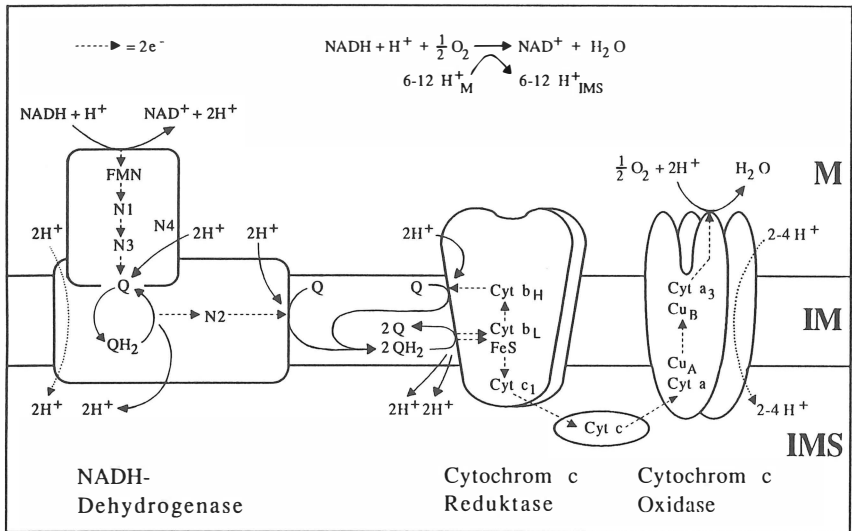 = 2e⁻
NADH + H⁺ + ½ O₂ → NAD⁺ + H₂O
6-12 H⁺M 6-12 H⁺IMS
NADH + H⁺ NAD⁺ + 2H⁺
FMN
N1
N4
N3
2H⁺
2H⁺
2H⁺
Q
QH₂
N2
2H⁺
2H⁺
Q
Q
2H⁺
2 Q
2 QH₂
2H⁺ 2H⁺
2H⁺
Cyt bH
Cyt bL
FeS
Cyt c₁
Cyt c
½ O₂ + 2H⁺ H₂O
Cyt a₃
CuB
CuA
Cyt a
2-4 H⁺
2-4 H⁺
M
IM
IMS
NADH-
Dehydrogenase
Cytochrom c
Reduktase
Cytochrom c
Oxidase